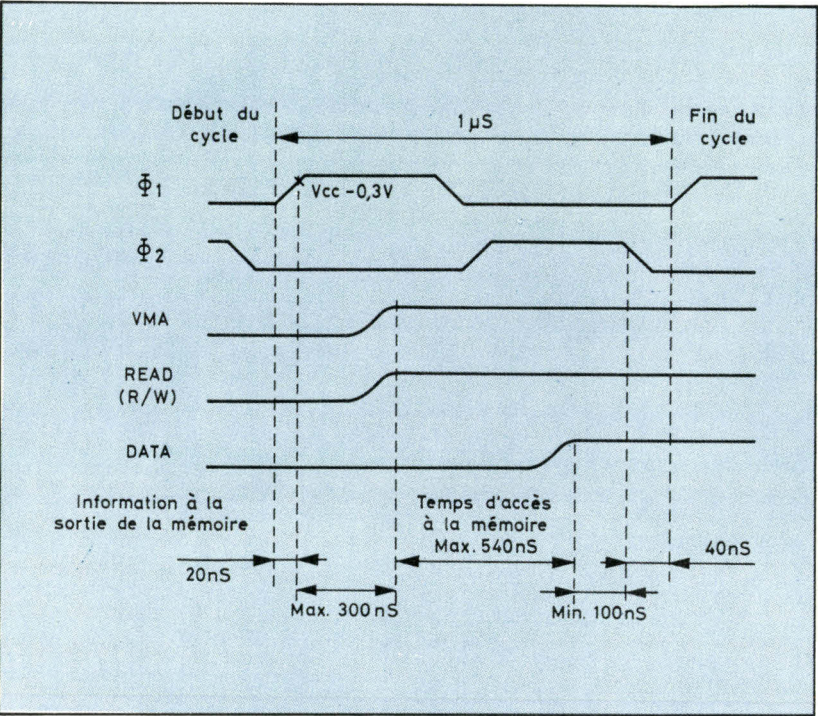 Début du
cycle
1 µS
Fin du
cycle
Φ1
Vcc -0,3V
Φ2
VMA
READ
(R/W)
DATA
Information à la
sortie de la mémoire
Temps d'accès
à la mémoire
Max. 540nS
20nS
40nS
Max. 300nS
Min. 100nS